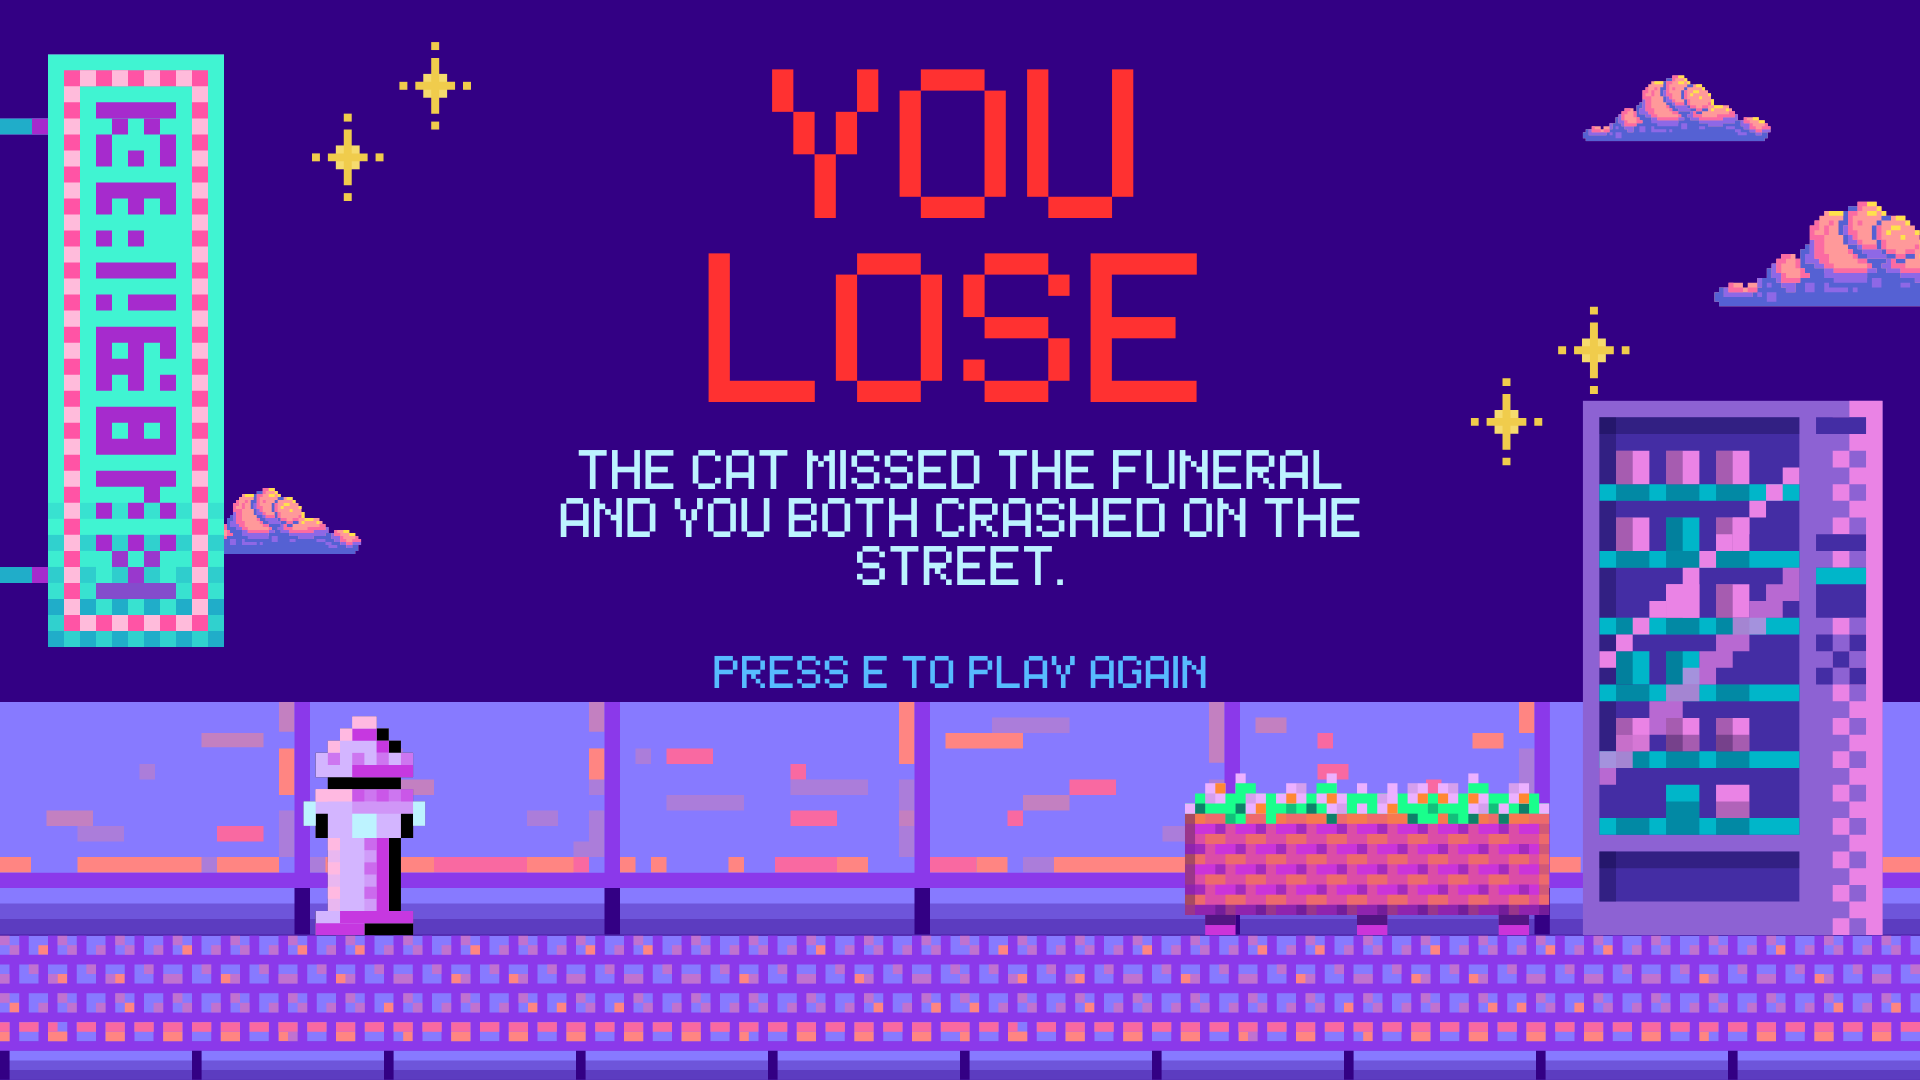 YOU
LOSE
THE CAT MISSED THE FUNERAL
AND YOU BOTH CRASHED ON THE
STREET.
PRESS E TO PLAY AGAIN